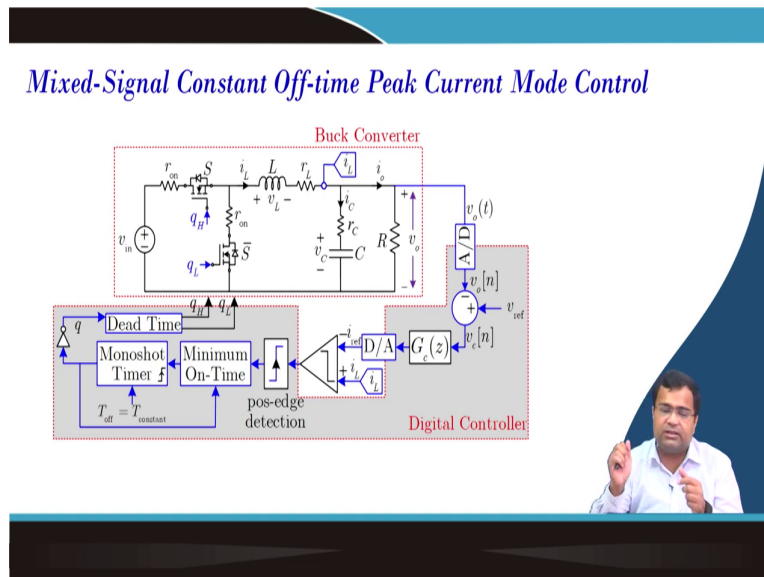 Mixed-Signal Constant Off-time Peak Current Mode Control
Buck Converter
r_on S i_L L r_L i_L i_o
+ v_L −
q_H r_on i_C + v_o(t)
v_in + − q_L S̅ + v_C − r_C C R v_o −
A/D
v_o[n]
q_H q_L
q Dead Time
− + v_ref
i_ref D/A G_c(z) v_e[n]
Monoshot Timer
Minimum On-Time
− + i_L i_L
T_off = T_constant
pos-edge detection
Digital Controller